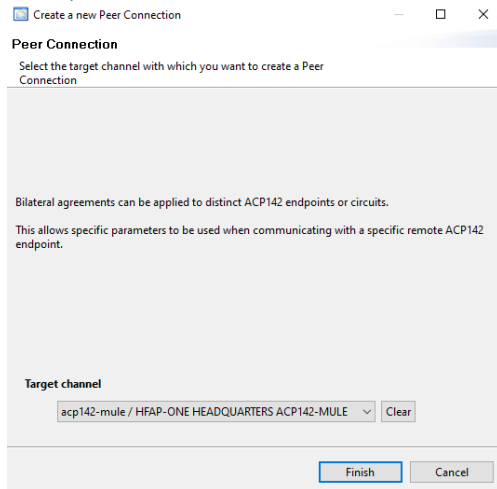 Create a new Peer Connection
Peer Connection
Select the target channel with which you want to create a Peer
Connection
Bilateral agreements can be applied to distinct ACP142 endpoints or circuits.
This allows specific parameters to be used when communicating with a specific remote ACP142
endpoint.
Target channel
acp142-mule / HFAP-ONE HEADQUARTERS ACP142-MULE
Clear
Finish
Cancel